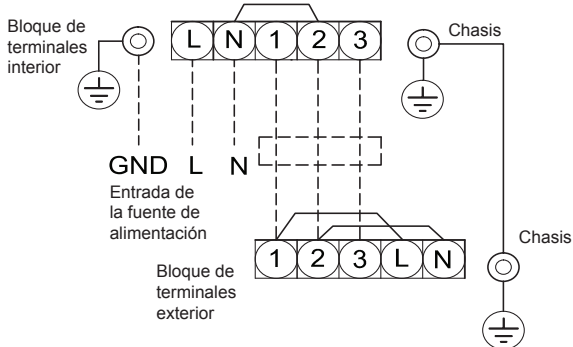 Bloque de
terminales
interior
L N 1 2 3
Chasis
GND L N
Entrada de
la fuente de
alimentación
1 2 3 L N
Bloque de
terminales
exterior
Chasis